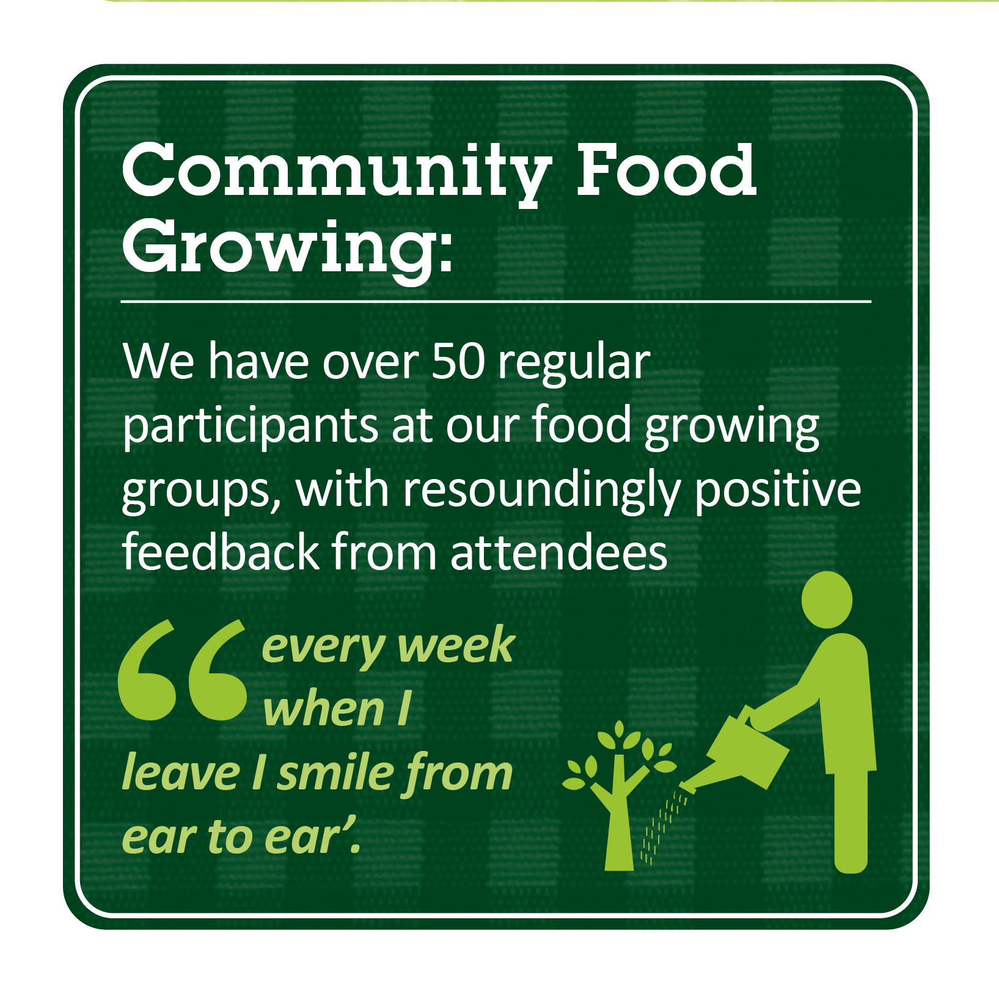 Community Food
Growing:
We have over 50 regular
participants at our food growing
groups, with resoundingly positive
feedback from attendees
“every week
when I
leave I smile from
ear to ear’.